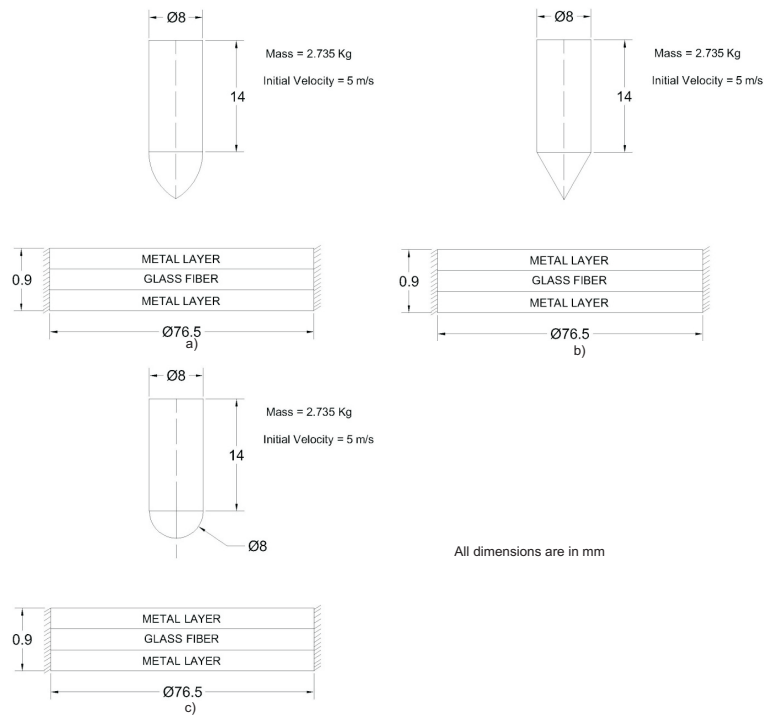 Ø8
Mass = 2.735 Kg
Initial Velocity = 5 m/s
14
METAL LAYER
0.9
GLASS FIBER
METAL LAYER
Ø76.5
a)
Ø8
Mass = 2.735 Kg
Initial Velocity = 5 m/s
14
METAL LAYER
0.9
GLASS FIBER
METAL LAYER
Ø76.5
b)
Ø8
Mass = 2.735 Kg
Initial Velocity = 5 m/s
14
Ø8
All dimensions are in mm
METAL LAYER
0.9
GLASS FIBER
METAL LAYER
Ø76.5
c)